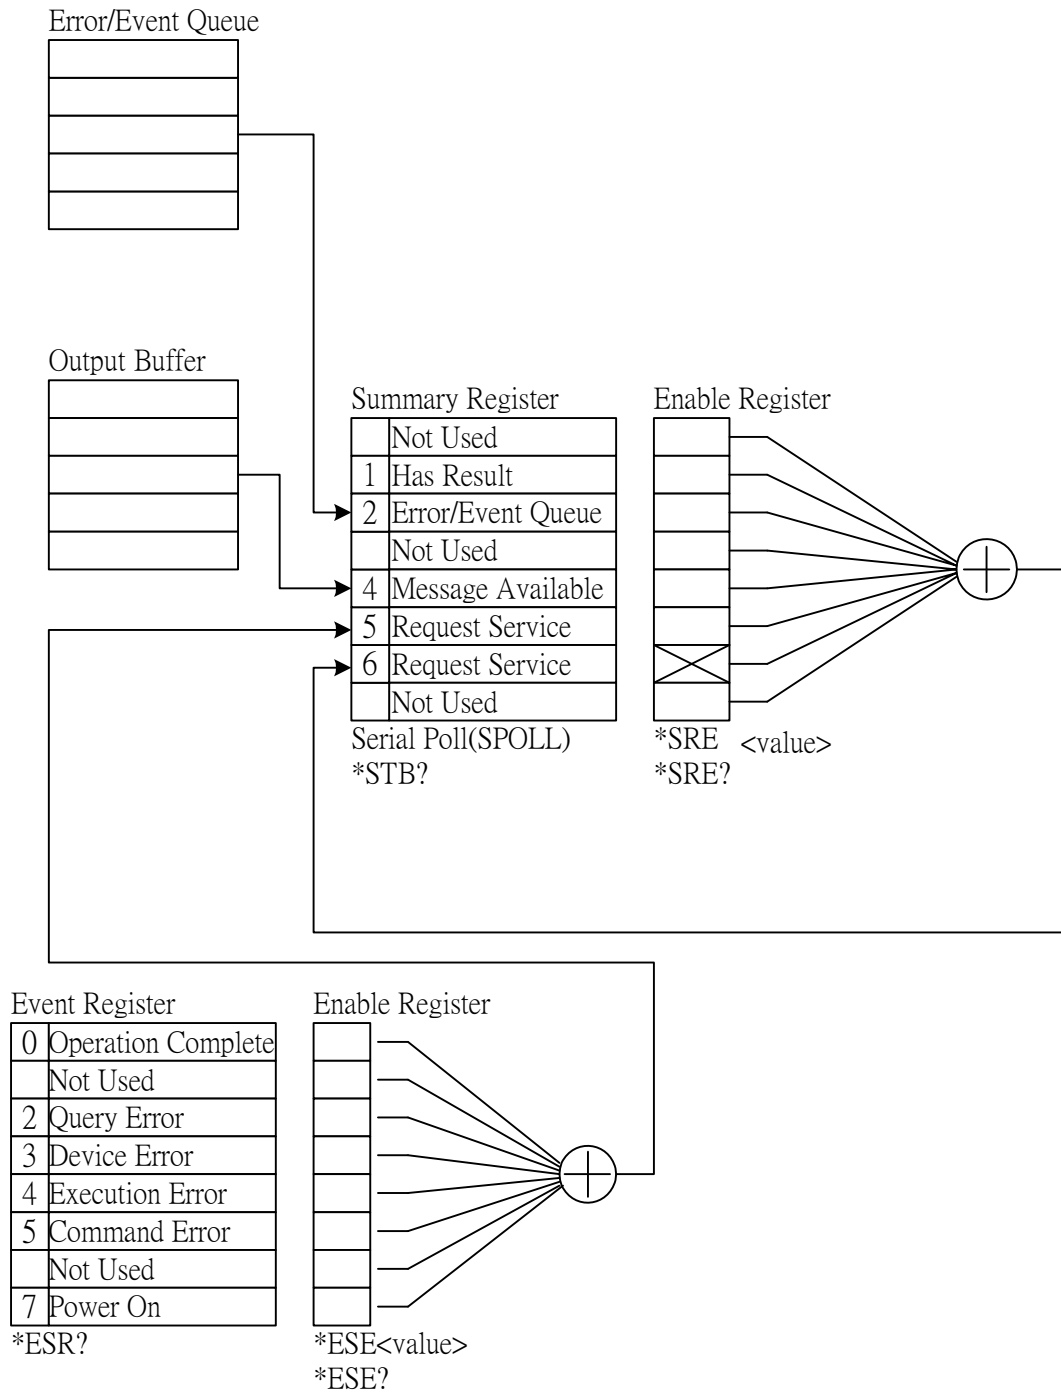 Error/Event Queue
Output Buffer
Summary Register
Not Used
1 Has Result
2 Error/Event Queue
Not Used
4 Message Available
5 Request Service
6 Request Service
Not Used
Serial Poll(SPOLL)
*STB?
Enable Register
*SRE <value>
*SRE?
Event Register
0 Operation Complete
Not Used
2 Query Error
3 Device Error
4 Execution Error
5 Command Error
Not Used
7 Power On
*ESR?
Enable Register
*ESE<value>
*ESE?